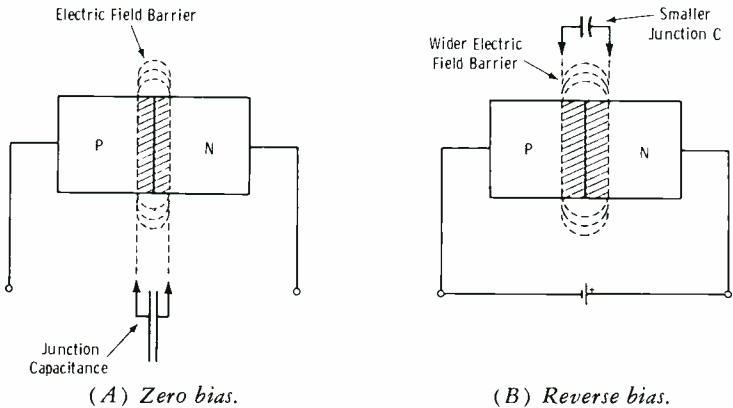 Electric Field Barrier
P
N
Junction
Capacitance
(A) Zero bias.
Smaller
Junction C
Wider Electric
Field Barrier
P
N
+
(B) Reverse bias.